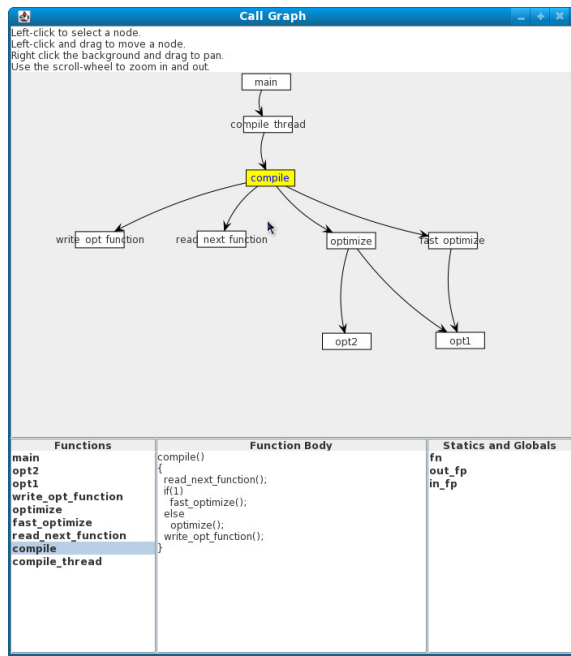 Call Graph
Left-click to select a node.
Left-click and drag to move a node.
Right click the background and drag to pan.
Use the scroll-wheel to zoom in and out.
main
compile thread
compile
write opt function
read next function
optimize
fast optimize
opt2
opt1
Functions
main
opt2
opt1
write_opt_function
optimize
fast_optimize
read_next_function
compile
compile_thread
Function Body
compile()
{
read_next_function();
if(1)
fast_optimize();
else
optimize();
write_opt_function();
}
Statics and Globals
fn
out_fp
in_fp